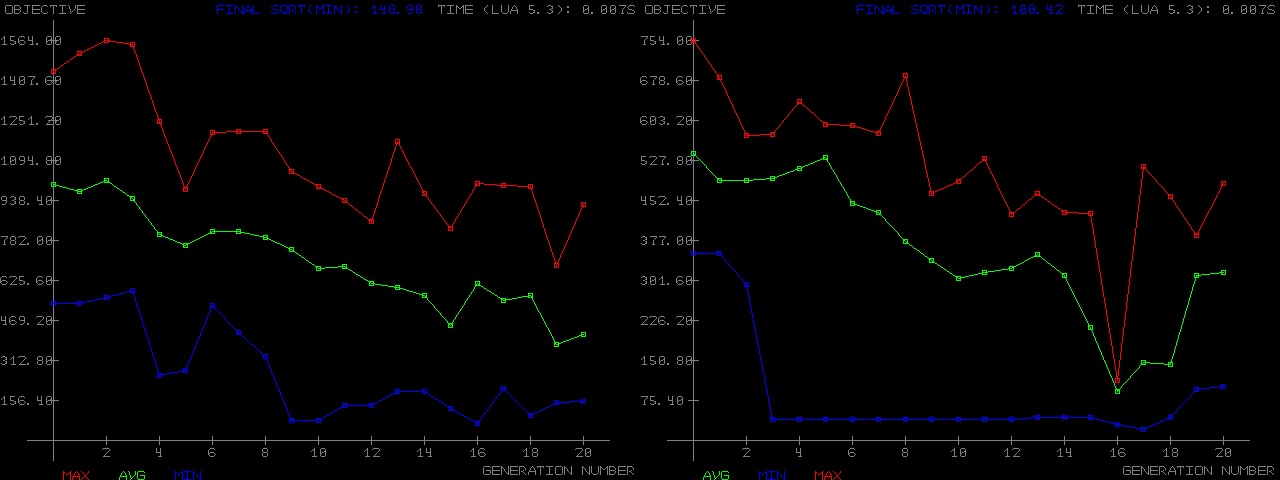 OBJECTIVE FINAL SQRT(MIN): 148.98 TIME (LUA 5.3): 0.007S
1564.00
1407.60
1251.20
1094.80
938.40
782.00
625.60
469.20
312.80
156.40
2 4 6 8 10 12 14 16 18 20
GENERATION NUMBER
MAX AVG MIN
OBJECTIVE FINAL SQRT(MIN): 100.42 TIME (LUA 5.3): 0.007S
754.00
678.60
603.20
527.80
452.40
377.00
301.60
226.20
150.80
75.40
2 4 6 8 10 12 14 16 18 20
GENERATION NUMBER
AVG MIN MAX